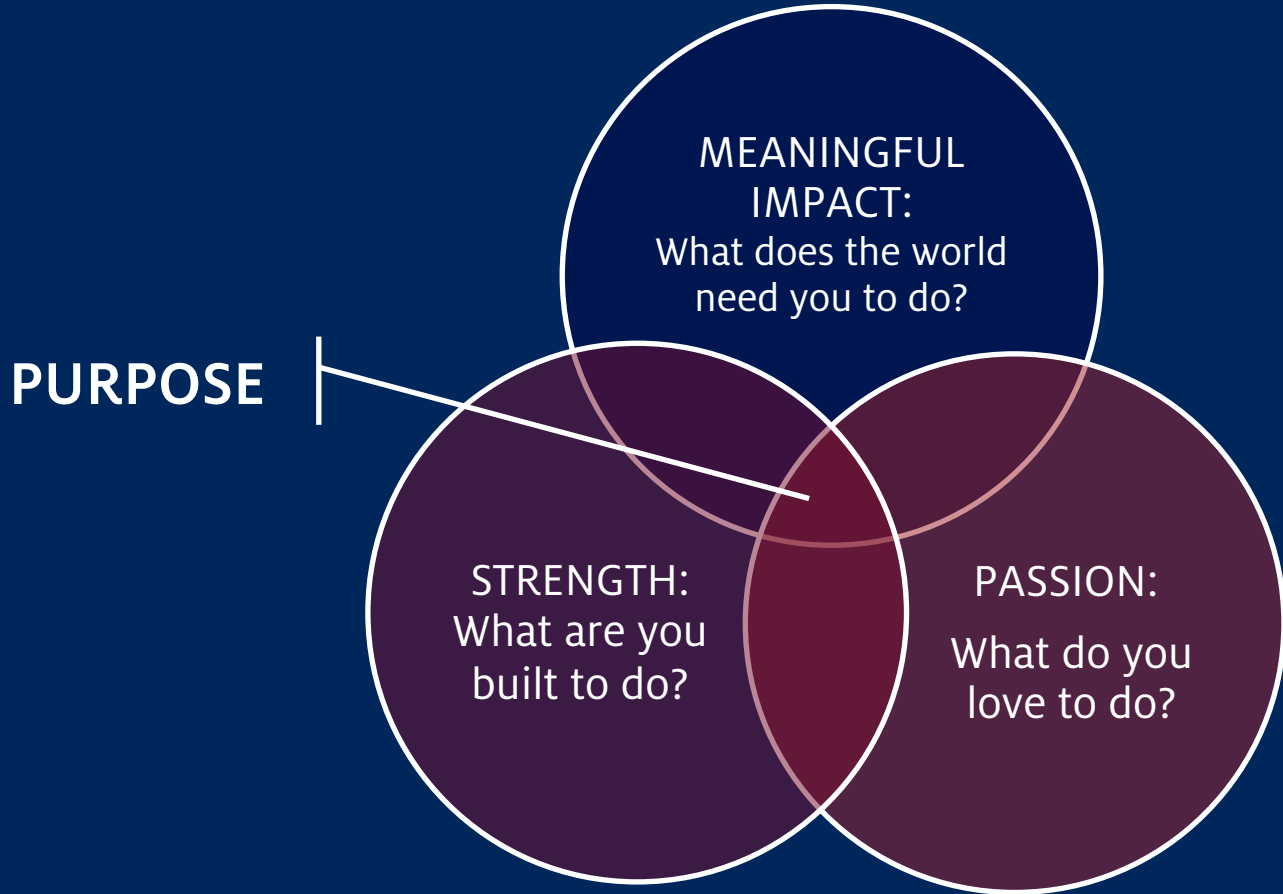 MEANINGFUL
IMPACT:
What does the world
need you to do?
PURPOSE
STRENGTH:
What are you
built to do?
PASSION:
What do you
love to do?